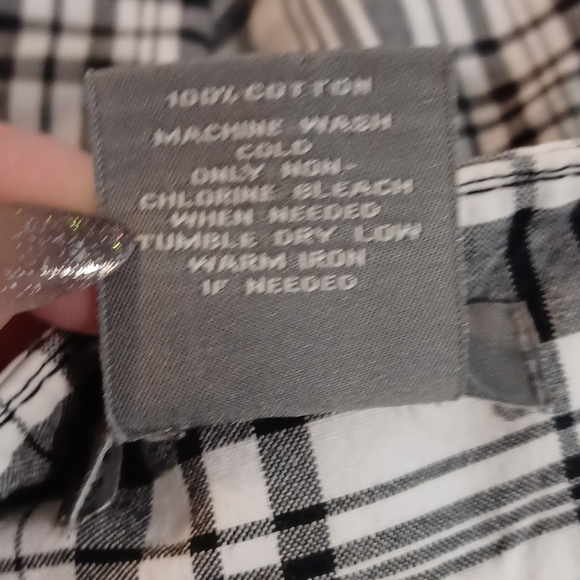 100% COTTON
MACHINE WASH
COLD
ONLY NON-
CHLORINE BLEACH
WHEN NEEDED
TUMBLE DRY LOW
WARM IRON
IF NEEDED